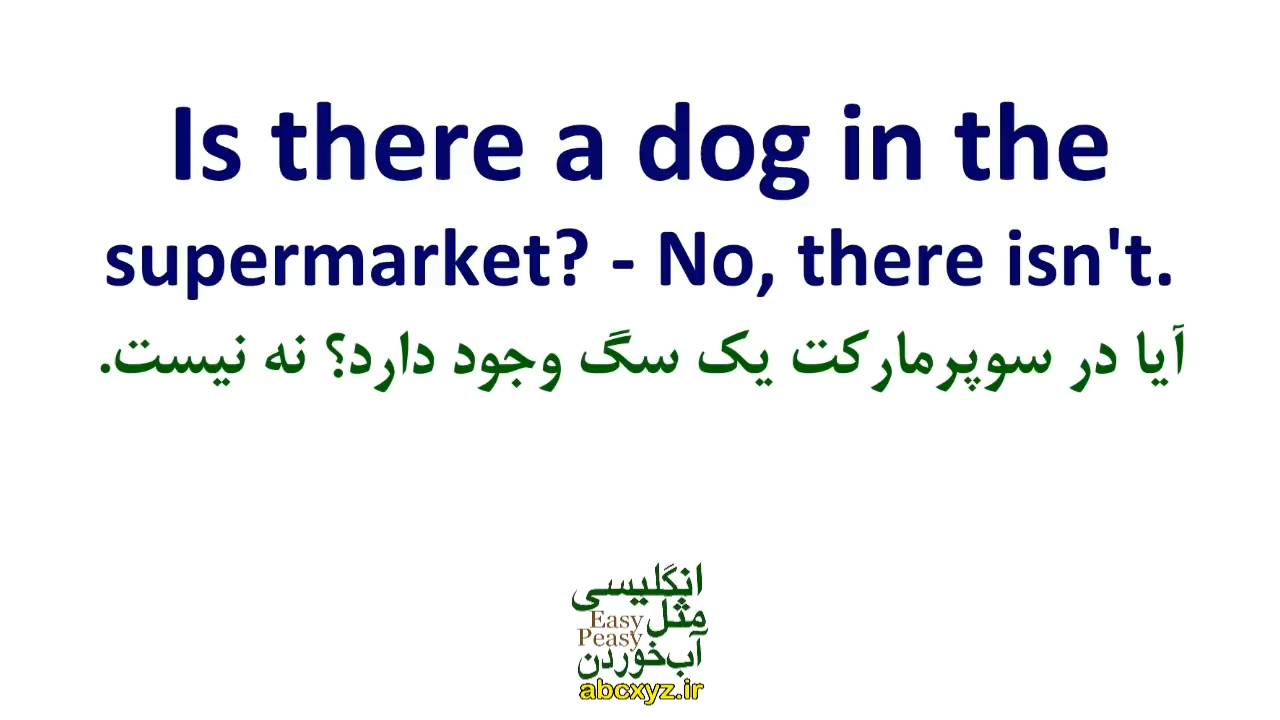 Is there a dog in the
supermarket? - No, there isn't.
آیا در سوپرمارکت یک سگ وجود دارد؟ نه نیست.
انگلیسی
مثل
Easy
Peasy
آب‌خوردن
abcxyz.ir